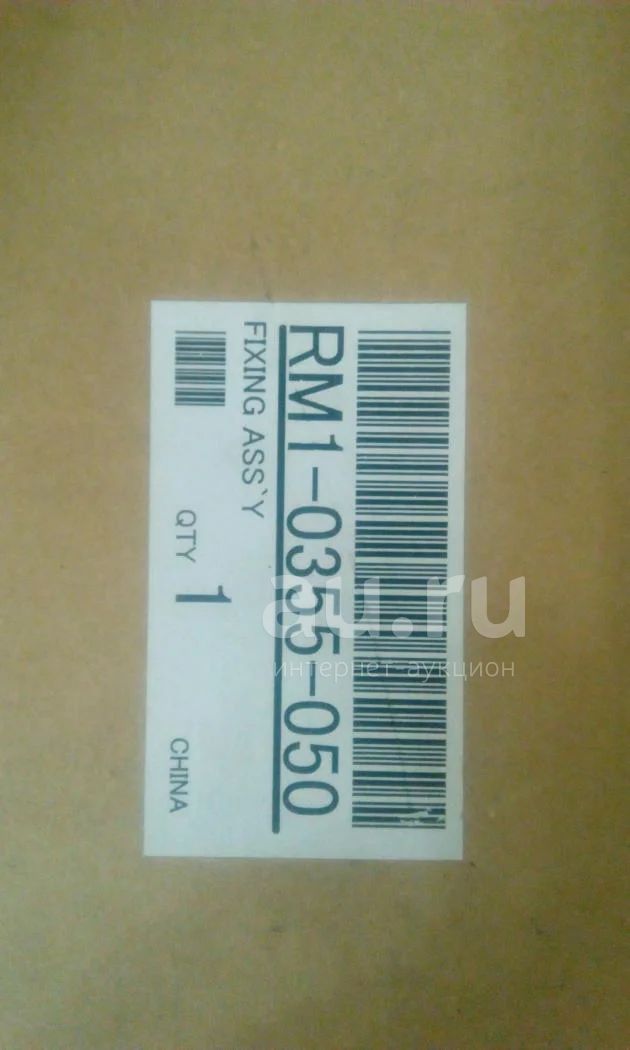 RM1-0355-050
FIXING ASS`Y
QTY 1
CHINA
au.ru
интернет-аукцион